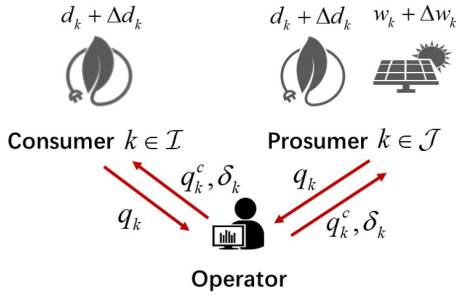 d_k + Δd_k
d_k + Δd_k w_k + Δw_k
Consumer k ∈ ℐ
Prosumer k ∈ 𝒥
q_k^c, δ_k
q_k
q_k
q_k^c, δ_k
Operator